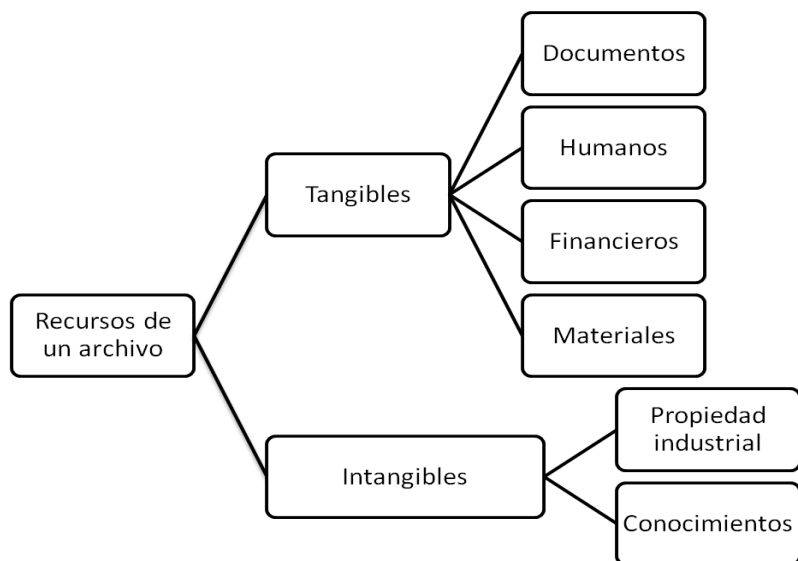 Recursos de
un archivo
Tangibles
Documentos
Humanos
Financieros
Materiales
Intangibles
Propiedad
industrial
Conocimientos